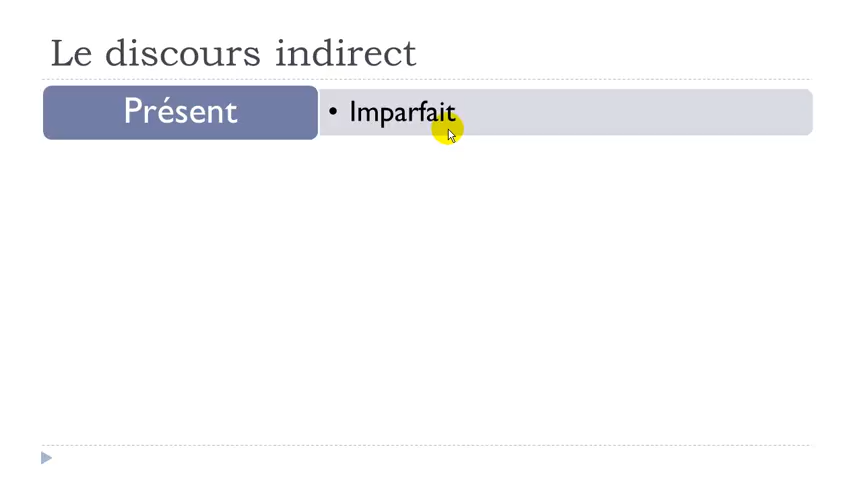 Le discours indirect
Présent
• Imparfait